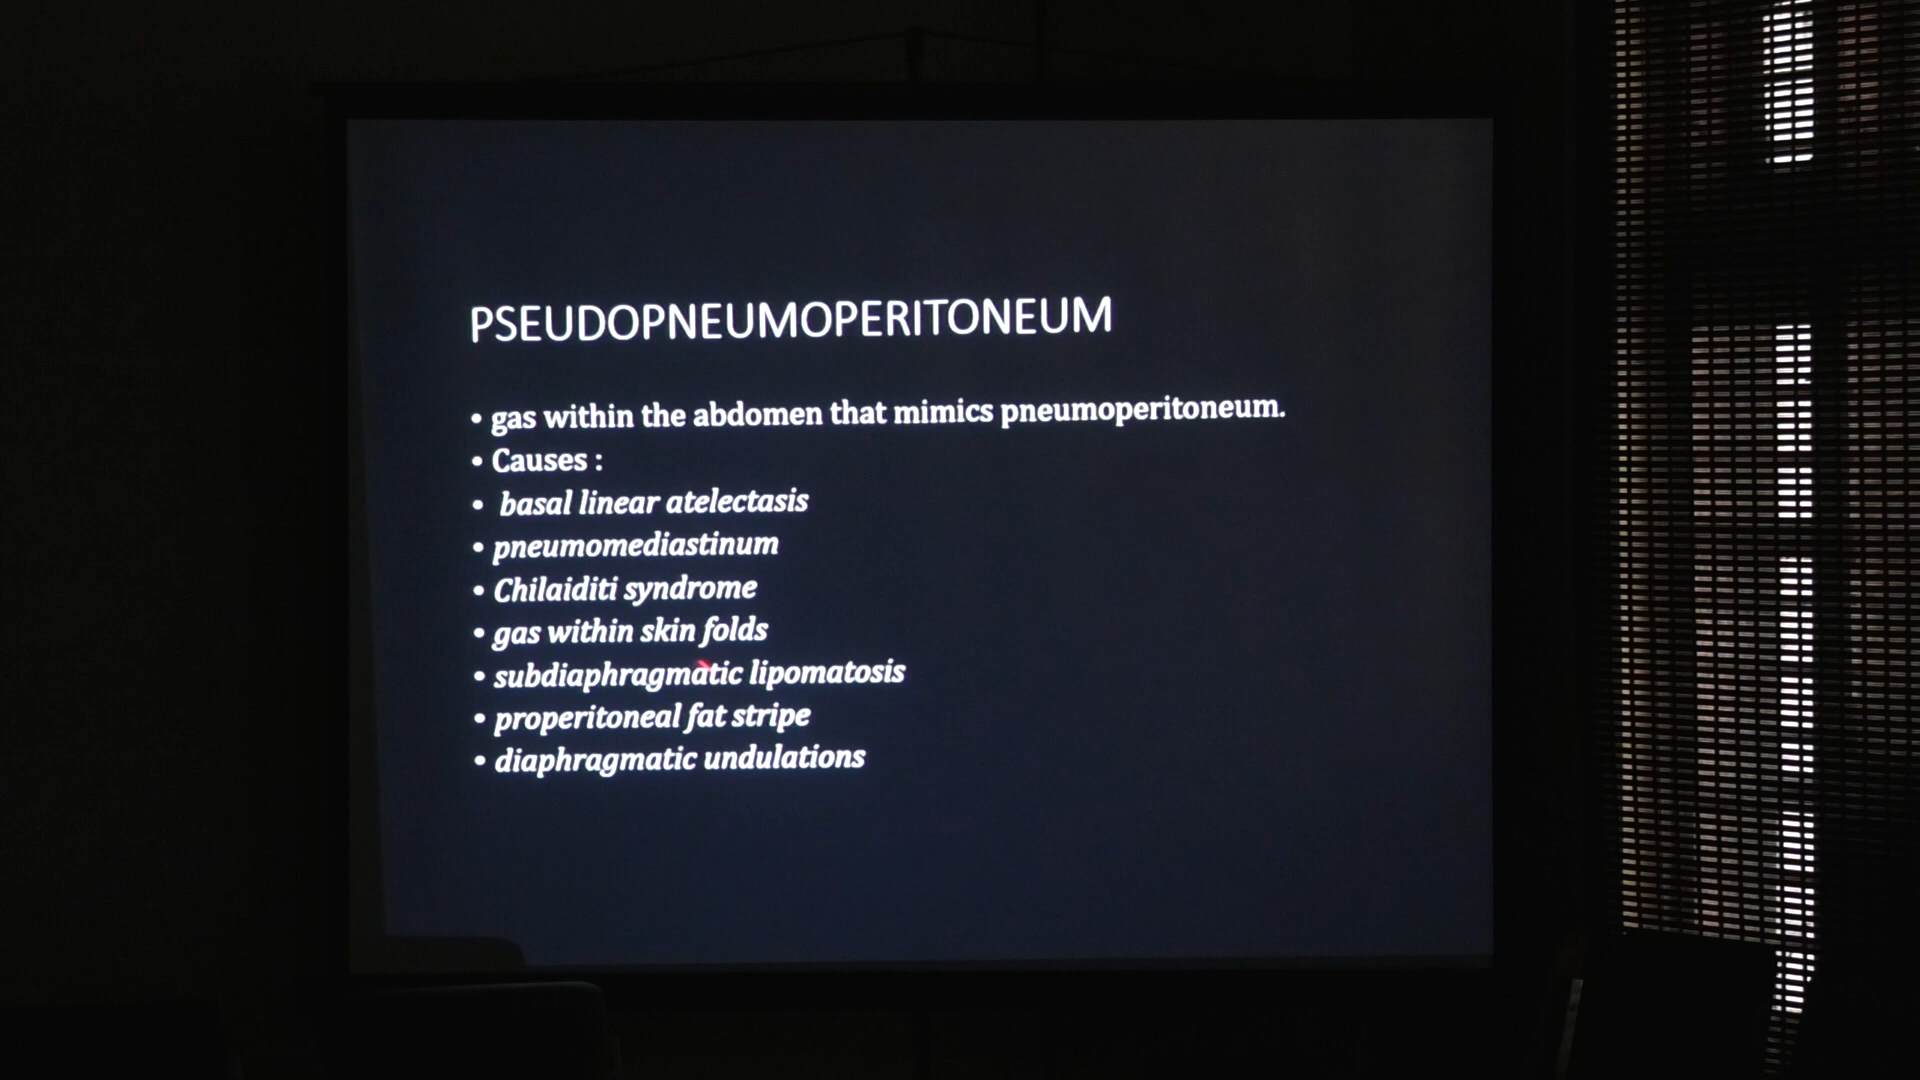 PSEUDOPNEUMOPERITONEUM
• gas within the abdomen that mimics pneumoperitoneum.
• Causes :
• basal linear atelectasis
• pneumomediastinum
• Chilaiditi syndrome
• gas within skin folds
• subdiaphragmatic lipomatosis
• properitoneal fat stripe
• diaphragmatic undulations